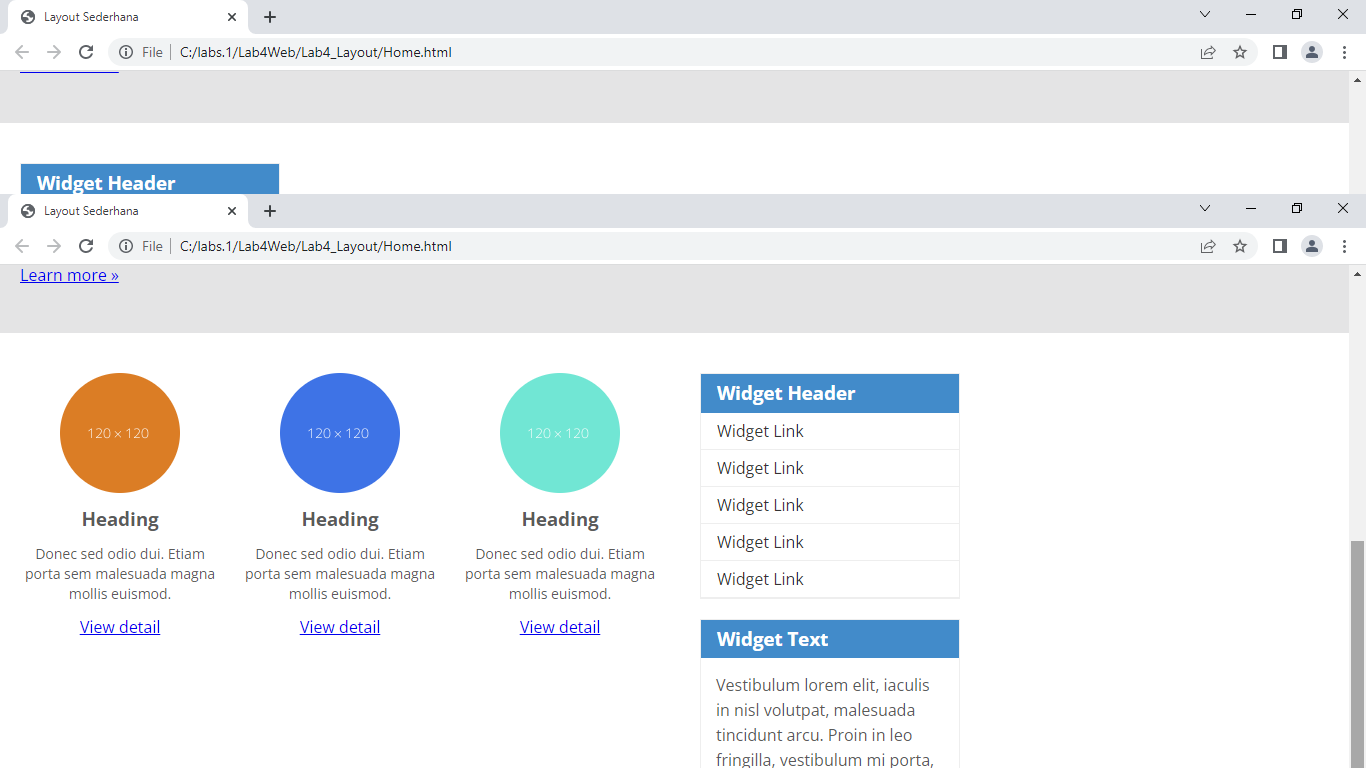 Layout Sederhana
File C:/labs.1/Lab4Web/Lab4_Layout/Home.html
Widget Header
Layout Sederhana
File C:/labs.1/Lab4Web/Lab4_Layout/Home.html
Learn more »
120 × 120
Heading
Donec sed odio dui. Etiam
porta sem malesuada magna
mollis euismod.
View detail
120 × 120
Heading
Donec sed odio dui. Etiam
porta sem malesuada magna
mollis euismod.
View detail
120 × 120
Heading
Donec sed odio dui. Etiam
porta sem malesuada magna
mollis euismod.
View detail
Widget Header
Widget Link
Widget Link
Widget Link
Widget Link
Widget Link
Widget Text
Vestibulum lorem elit, iaculis
in nisl volutpat, malesuada
tincidunt arcu. Proin in leo
fringilla, vestibulum mi porta,